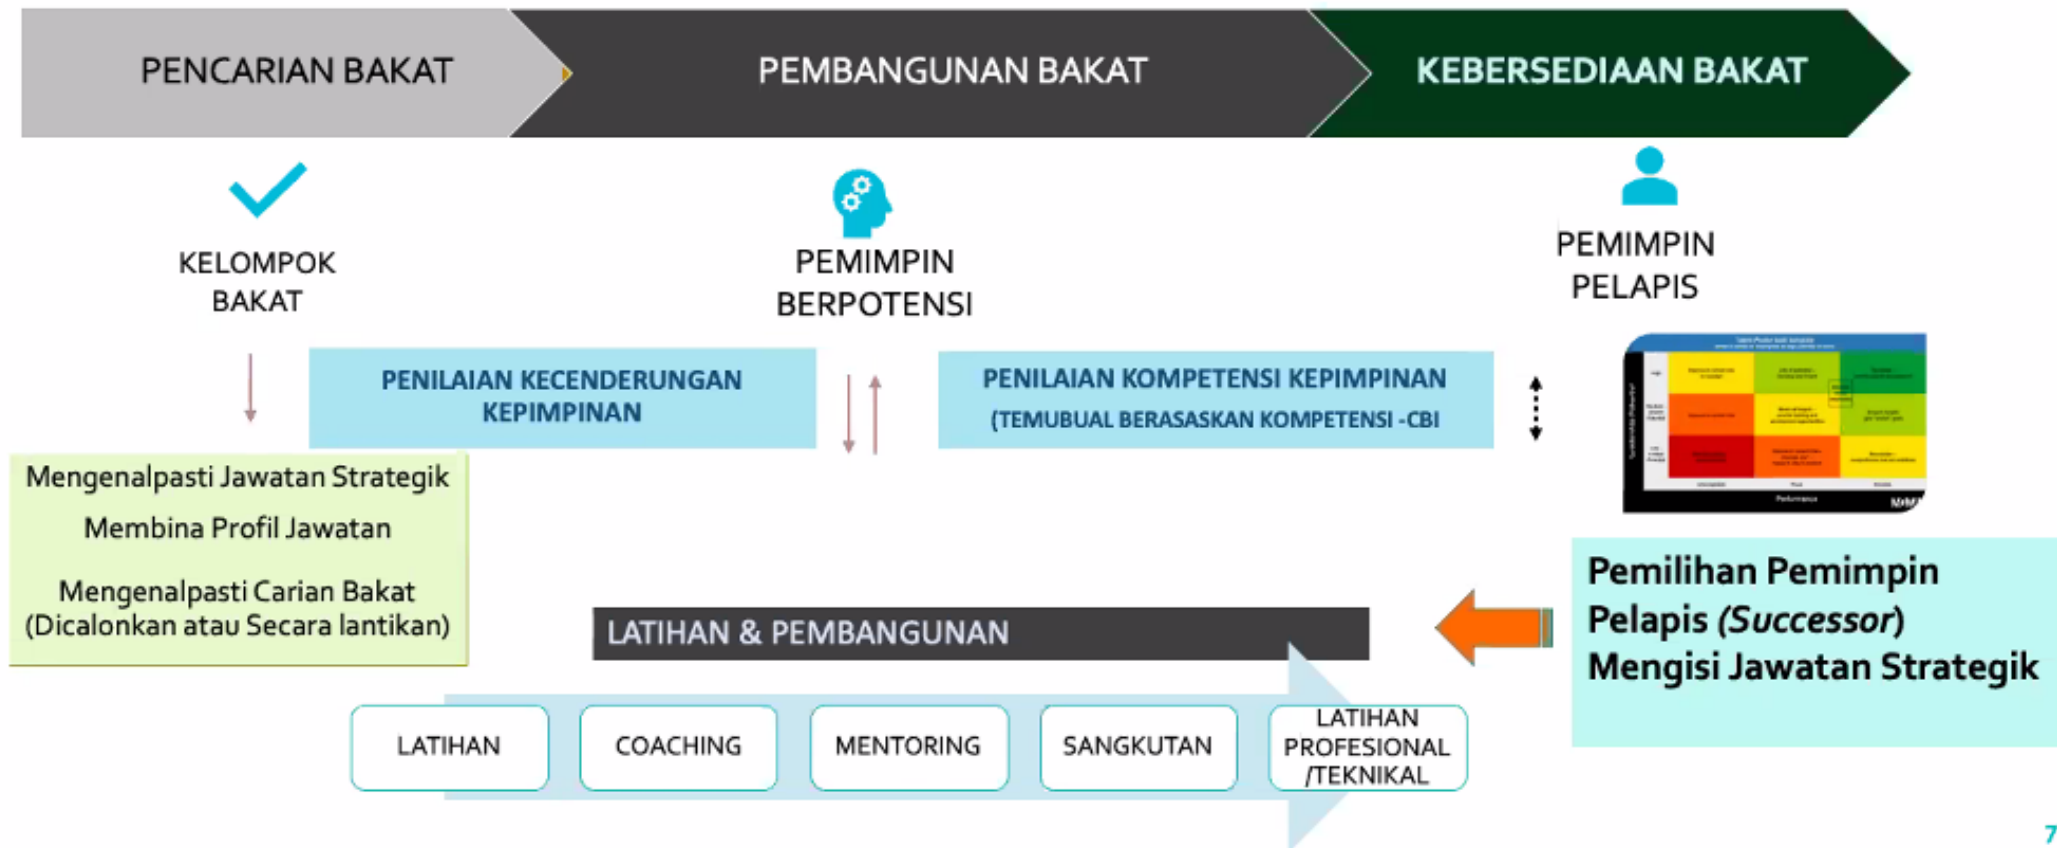 PENCARIAN BAKAT
PEMBANGUNAN BAKAT
KEBERSEDIAAN BAKAT
KELOMPOK
BAKAT
PEMIMPIN
BERPOTENSI
PEMIMPIN
PELAPIS
PENILAIAN KECENDERUNGAN
KEPIMPINAN
PENILAIAN KOMPETENSI KEPIMPINAN
(TEMUBUAL BERASASKAN KOMPETENSI -CBI
Mengenalpasti Jawatan Strategik
Membina Profil Jawatan
Mengenalpasti Carian Bakat
(Dicalonkan atau Secara lantikan)
Performance
Pemilihan Pemimpin
Pelapis (Successor)
Mengisi Jawatan Strategik
LATIHAN & PEMBANGUNAN
LATIHAN
COACHING
MENTORING
SANGKUTAN
LATIHAN
PROFESIONAL
/TEKNIKAL
7